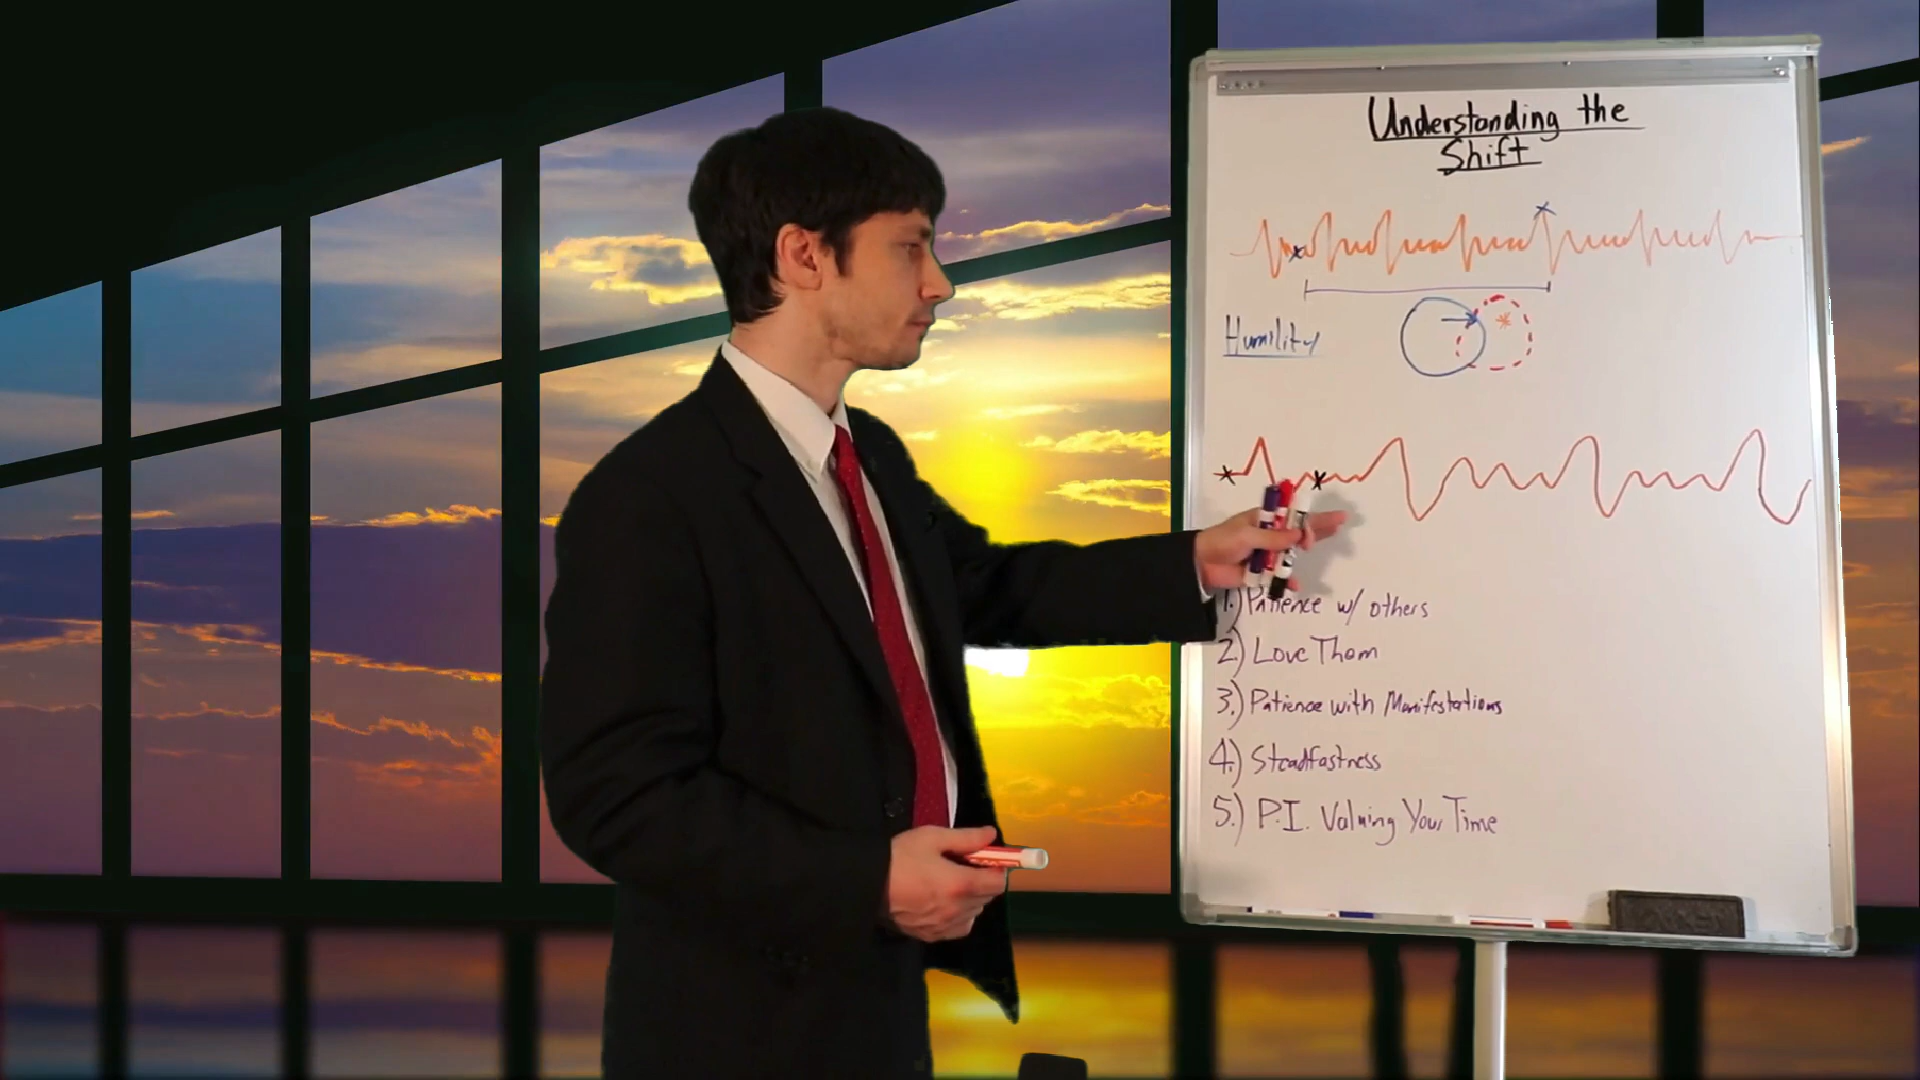 Understanding the
Shift
Humility
1.) Patience w/ others
2.) Love Them
3.) Patience with Manifestations
4.) Steadfastness
5.) P.I. Valuing Your Time